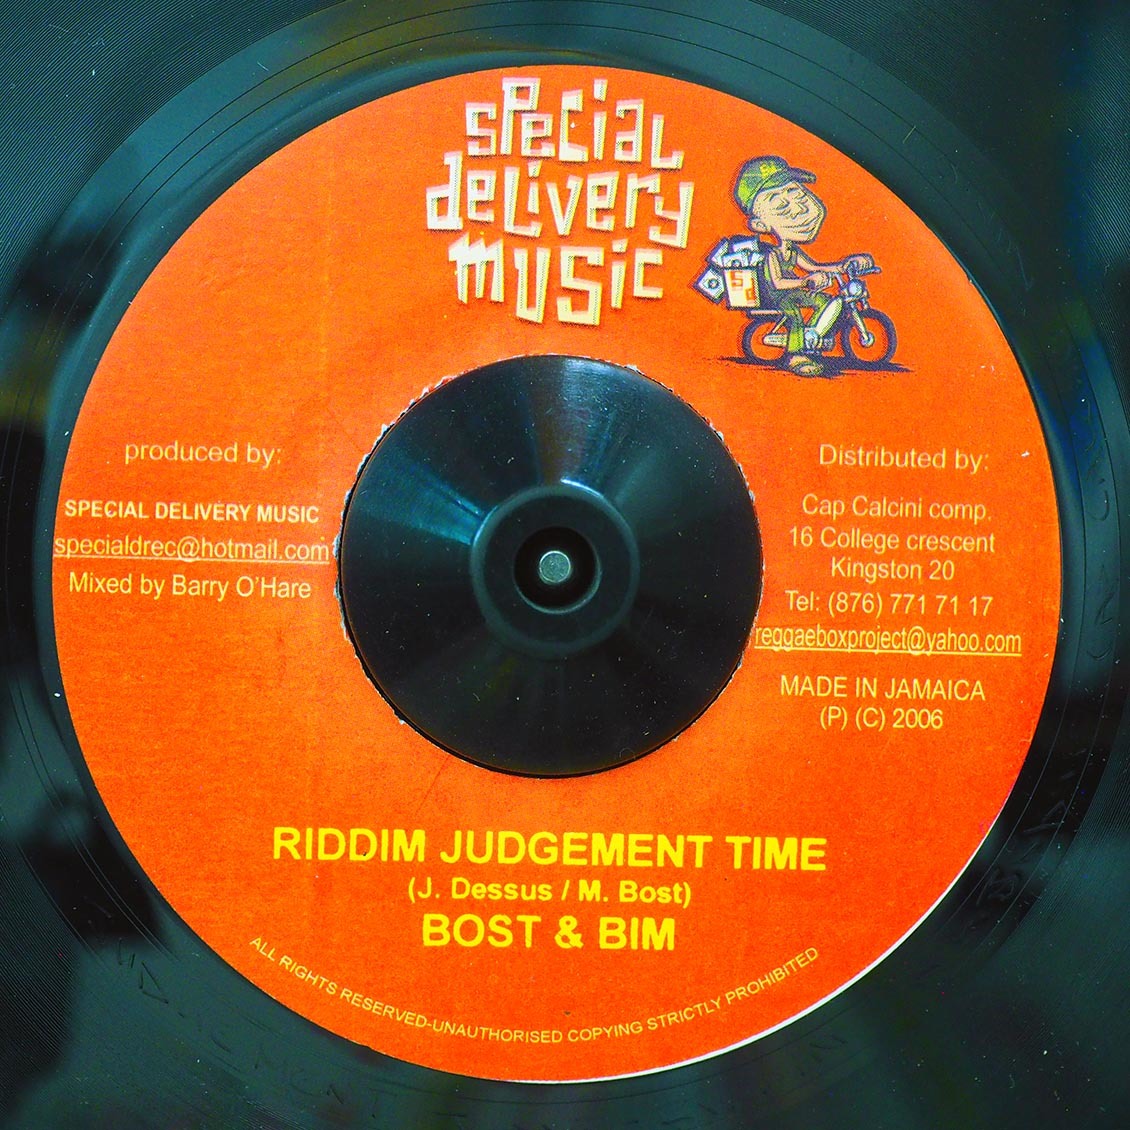 special
delivery
music
sd
produced by:
SPECIAL DELIVERY MUSIC
specialdrec@hotmail.com
Mixed by Barry O'Hare
Distributed by:
Cap Calcini comp.
16 College crescent
Kingston 20
Tel: (876) 771 71 17
reggaeboxproject@yahoo.com
MADE IN JAMAICA
(P) (C) 2006
RIDDIM JUDGEMENT TIME
(J. Dessus / M. Bost)
BOST & BIM
ALL RIGHTS RESERVED-UNAUTHORISED COPYING STRICTLY PROHIBITED